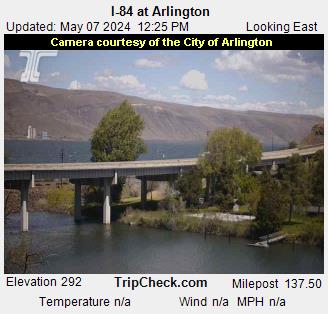 I-84 at Arlington
Updated: May 07 2024 12:25 PM Looking East
Camera courtesy of the City of Arlington
Elevation 292 TripCheck.com Milepost 137.50
Temperature n/a Wind n/a MPH n/a